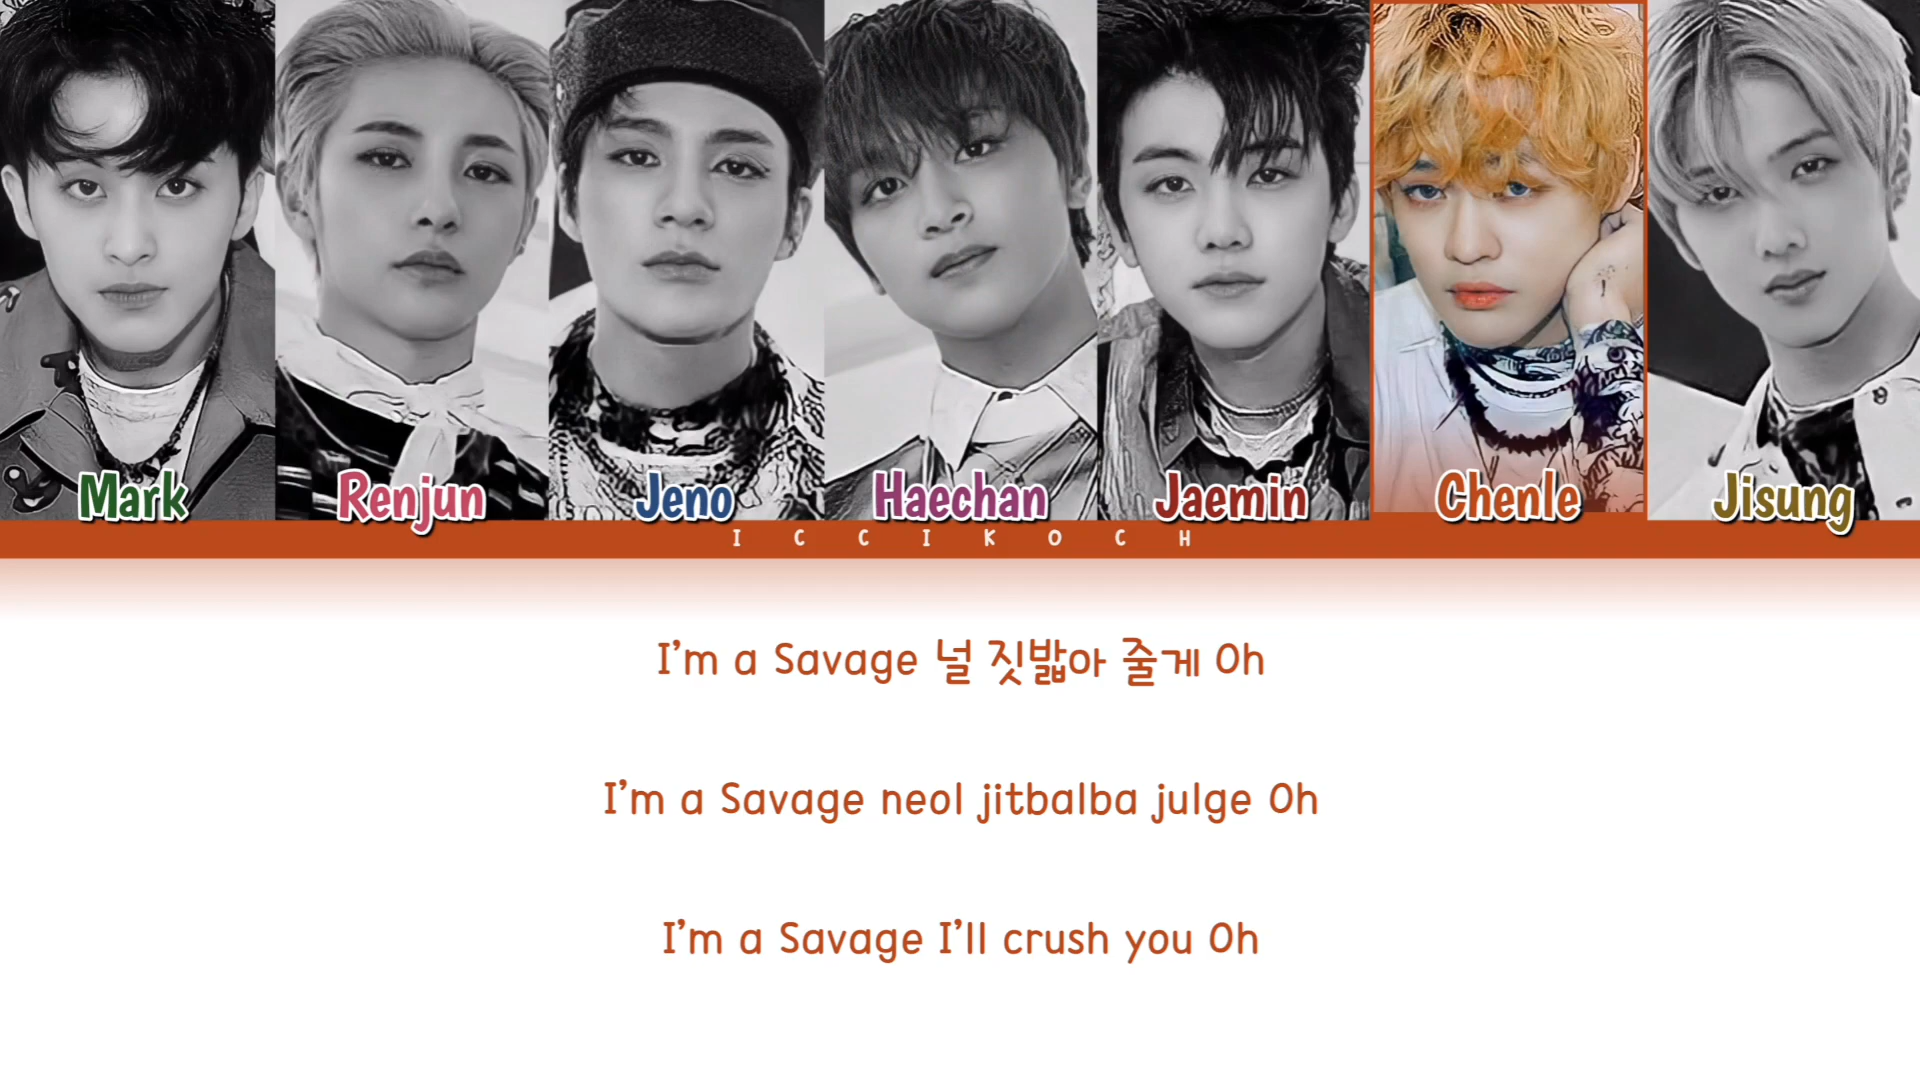 Mark Renjun Jeno Haechan Jaemin Chenle Jisung
ICCIKOCH
I'm a Savage 널 짓밟아 줄게 Oh
I'm a Savage neol jitbalba julge Oh
I'm a Savage I'll crush you Oh